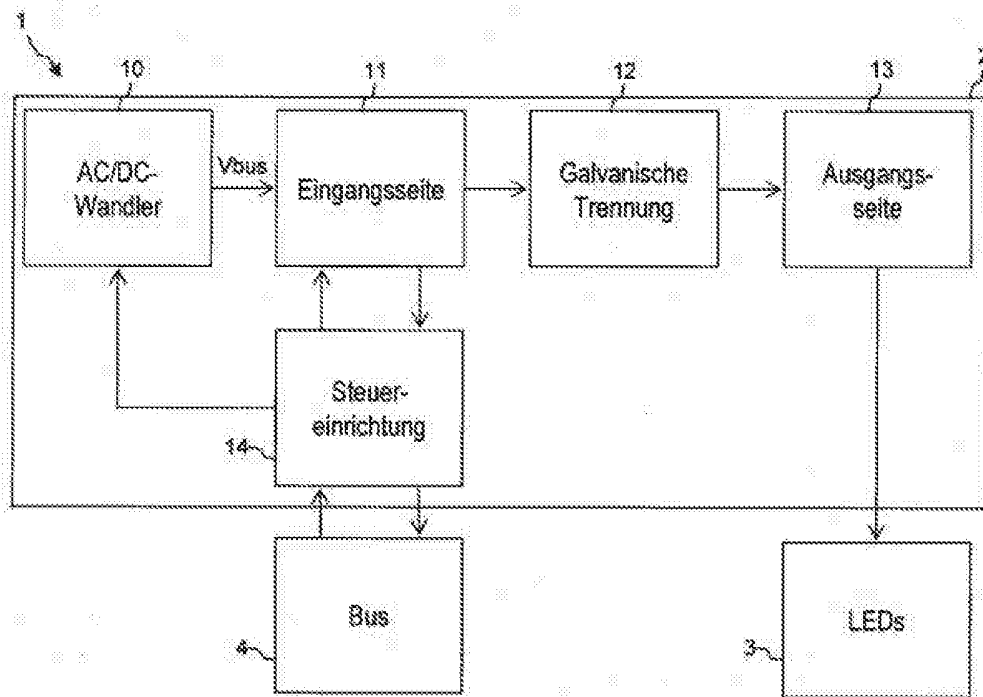 1
10
11
12
13
2
AC/DC-
Wandler
Vbus
Eingangsseite
Galvanische
Trennung
Ausgangs-
seite
Steuer-
einrichtung
14
Bus
4
LEDs
3